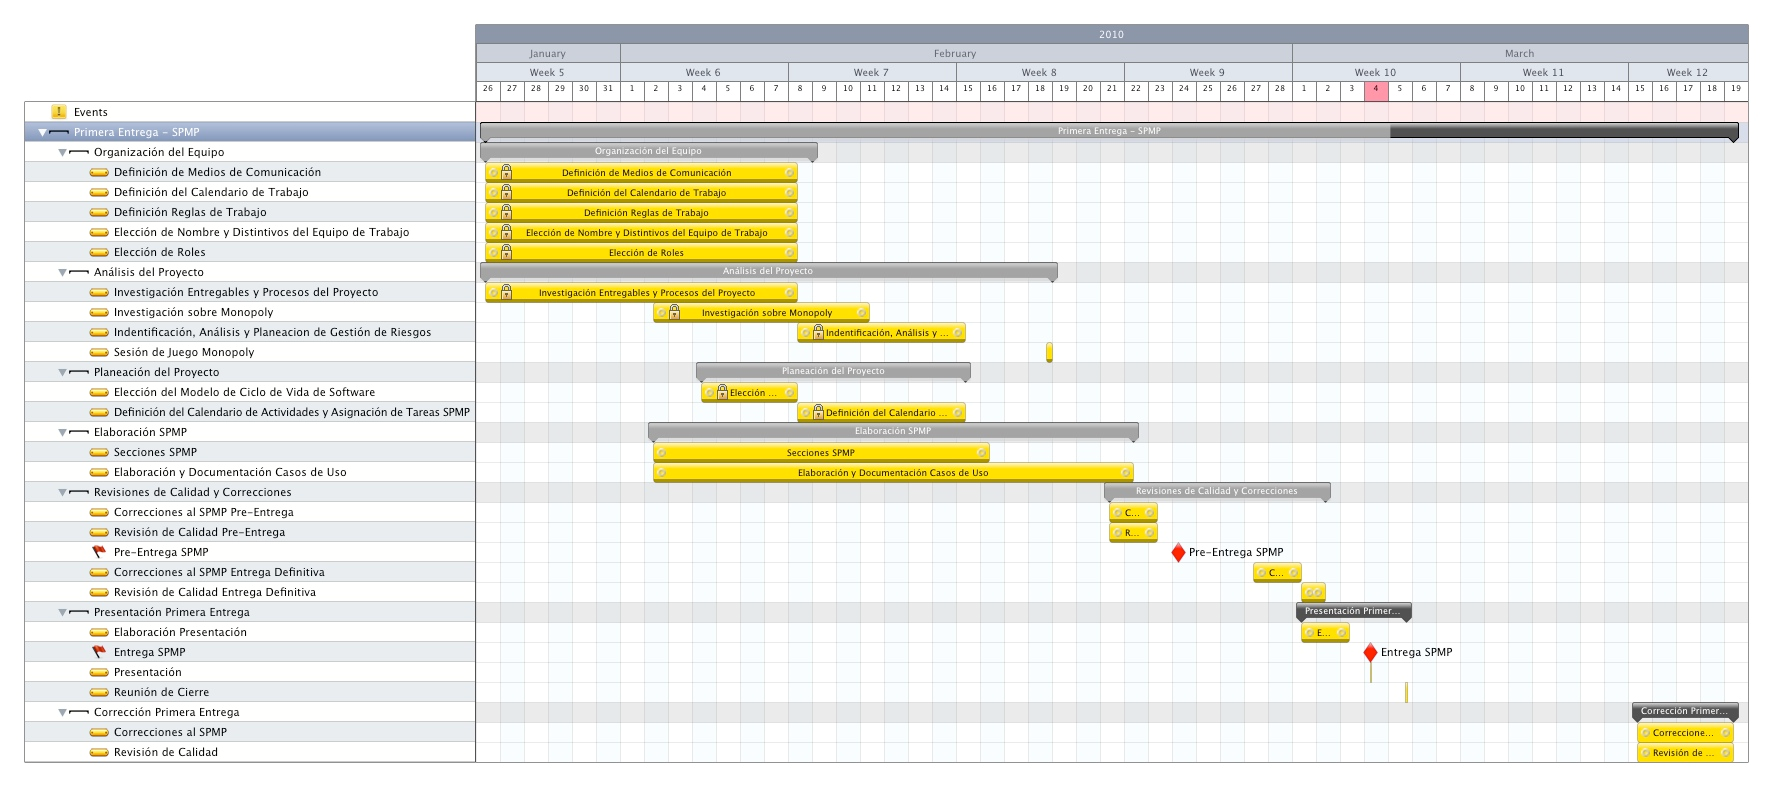 2010
January February March
Week 5 Week 6 Week 7 Week 8 Week 9 Week 10 Week 11 Week 12
26 27 28 29 30 31 1 2 3 4 5 6 7 8 9 10 11 12 13 14 15 16 17 18 19 20 21 22 23 24 25 26 27 28 1 2 3 4 5 6 7 8 9 10 11 12 13 14 15 16 17 18 19
Events
Primera Entrega - SPMP Primera Entrega - SPMP
Organización del Equipo Organización del Equipo
Definición de Medios de Comunicación Definición de Medios de Comunicación
Definición del Calendario de Trabajo Definición del Calendario de Trabajo
Definición Reglas de Trabajo Definición Reglas de Trabajo
Elección de Nombre y Distintivos del Equipo de Trabajo Elección de Nombre y Distintivos del Equipo de Trabajo
Elección de Roles Elección de Roles
Análisis del Proyecto Análisis del Proyecto
Investigación Entregables y Procesos del Proyecto Investigación Entregables y Procesos del Proyecto
Investigación sobre Monopoly Investigación sobre Monopoly
Indentificación, Análisis y Planeacion de Gestión de Riesgos Indentificación, Análisis y ...
Sesión de Juego Monopoly
Planeación del Proyecto Planeación del Proyecto
Elección del Modelo de Ciclo de Vida de Software Elección ...
Definición del Calendario de Actividades y Asignación de Tareas SPMP Definición del Calendario ...
Elaboración SPMP Elaboración SPMP
Secciones SPMP Secciones SPMP
Elaboración y Documentación Casos de Uso Elaboración y Documentación Casos de Uso
Revisiones de Calidad y Correcciones Revisiones de Calidad y Correcciones
Correcciones al SPMP Pre-Entrega C...
Revisión de Calidad Pre-Entrega R...
Pre-Entrega SPMP Pre-Entrega SPMP
Correcciones al SPMP Entrega Definitiva C...
Revisión de Calidad Entrega Definitiva
Presentación Primera Entrega Presentación Primer...
Elaboración Presentación E...
Entrega SPMP Entrega SPMP
Presentación
Reunión de Cierre
Corrección Primera Entrega Corrección Primer...
Correcciones al SPMP Correccione...
Revisión de Calidad Revisión de ...